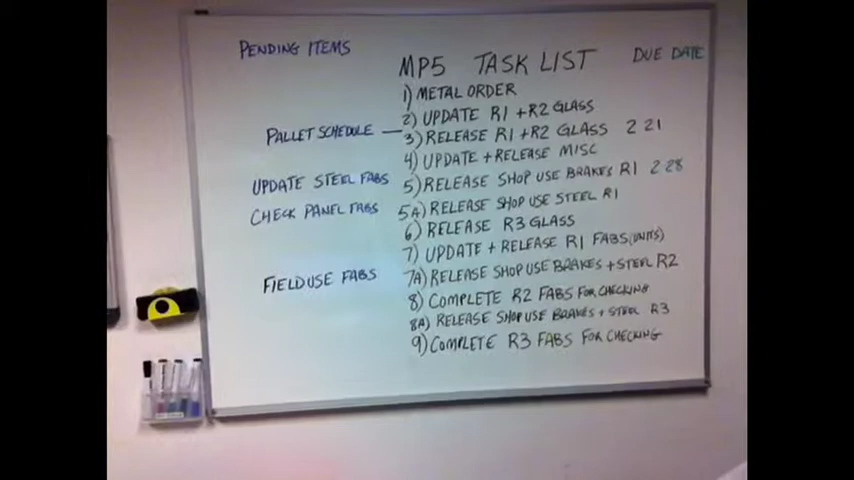 PENDING ITEMS
MP5 TASK LIST DUE DATE
1) METAL ORDER
2) UPDATE R1 + R2 GLASS
PALLET SCHEDULE — 3) RELEASE R1 + R2 GLASS 2 21
4) UPDATE + RELEASE MISC
UPDATE STEEL FABS 5) RELEASE SHOP USE BRAKES R1 2 28
CHECK PANEL FABS 5A) RELEASE SHOP USE STEEL R1
6) RELEASE R3 GLASS
7) UPDATE + RELEASE R1 FABS (UNITS)
FIELD USE FABS 7A) RELEASE SHOP USE BRAKES + STEEL R2
8) COMPLETE R2 FABS FOR CHECKING
8A) RELEASE SHOP USE BRAKES + STEEL R3
9) COMPLETE R3 FABS FOR CHECKING